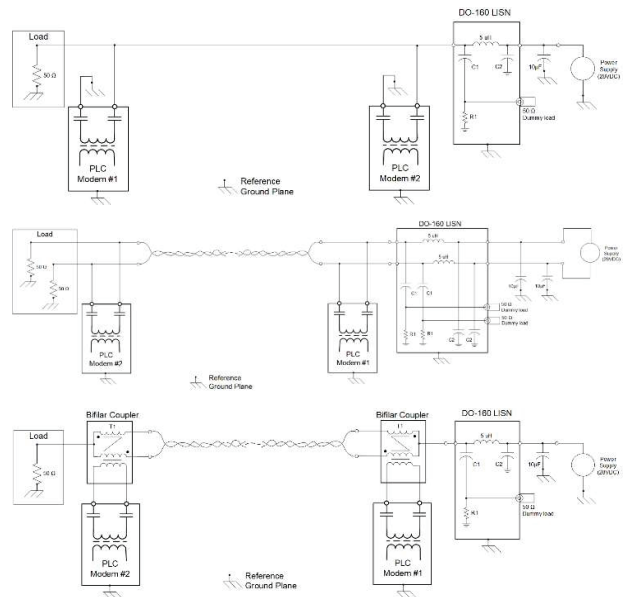 DO-160 LISN
Load
50 Ω
5 uH
C1
C2
10µF
Power
Supply
(28VDC)
R1
50 Ω
Dummy load
PLC
Modem #1
PLC
Modem #2
Reference
Ground Plane
DO-160 LISN
Load
50 Ω
50 Ω
5 uH
5 uH
C1
C1
10µF
10µF
Power
Supply
(28VDC)
50 Ω
Dummy load
50 Ω
Dummy load
R1
R1
C2
C2
PLC
Modem #2
PLC
Modem #1
Reference
Ground Plane
Bifilar Coupler
T1
Bifilar Coupler
T1
DO-160 LISN
Load
50 Ω
5 uH
C1
C2
10µF
Power
Supply
(28VDC)
R1
50 Ω
Dummy load
PLC
Modem #2
PLC
Modem #1
Reference
Ground Plane